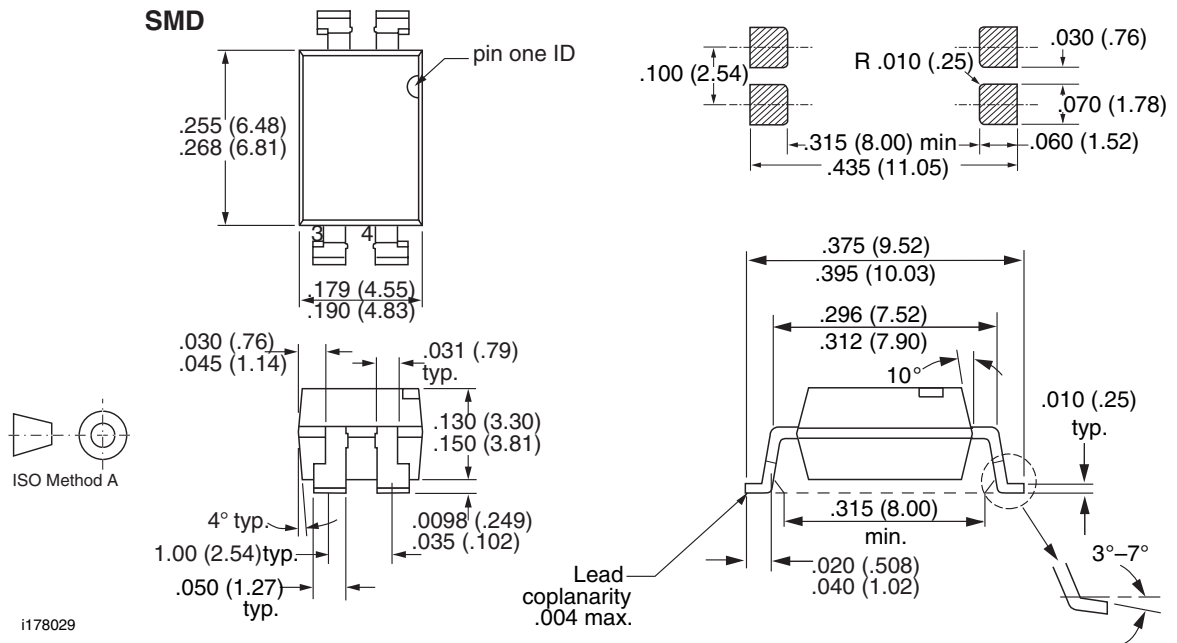 SMD
pin one ID
.255 (6.48)
.268 (6.81)
3
4
.179 (4.55)
.190 (4.83)
.030 (.76)
R .010 (.25)
.100 (2.54)
.070 (1.78)
.315 (8.00) min
.060 (1.52)
.435 (11.05)
.030 (.76)
.045 (1.14)
.031 (.79)
typ.
.130 (3.30)
.150 (3.81)
ISO Method A
4° typ.
1.00 (2.54)typ.
.0098 (.249)
.035 (.102)
.050 (1.27)
typ.
.375 (9.52)
.395 (10.03)
.296 (7.52)
.312 (7.90)
10°
.010 (.25)
typ.
.315 (8.00)
min.
.020 (.508)
.040 (1.02)
Lead
coplanarity
.004 max.
3°–7°
i178029